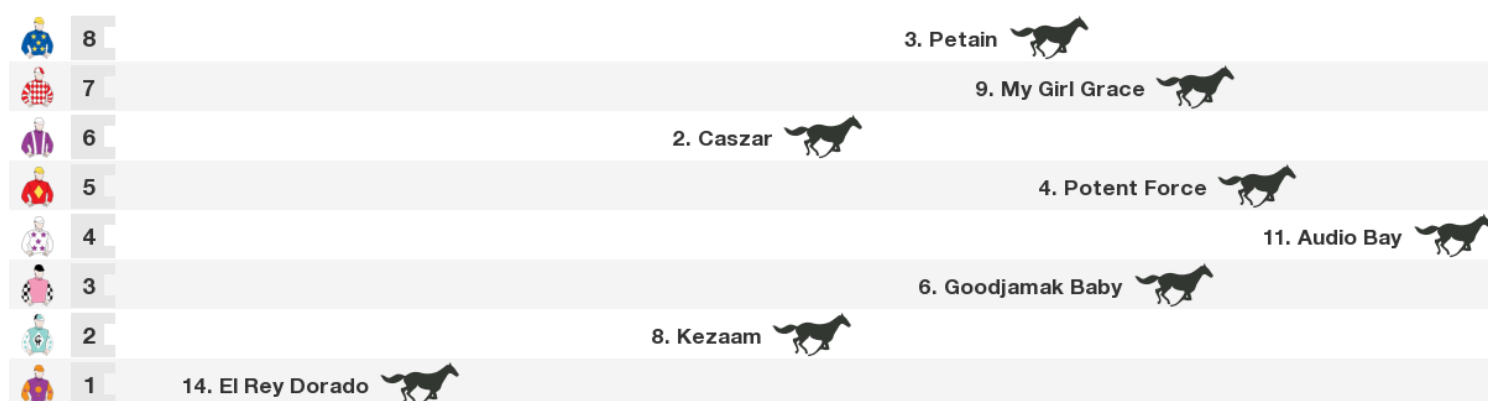 8 3. Petain
7 9. My Girl Grace
6 2. Caszar
5 4. Potent Force
4 11. Audio Bay
3 6. Goodjamak Baby
2 8. Kezaam
1 14. El Rey Dorado